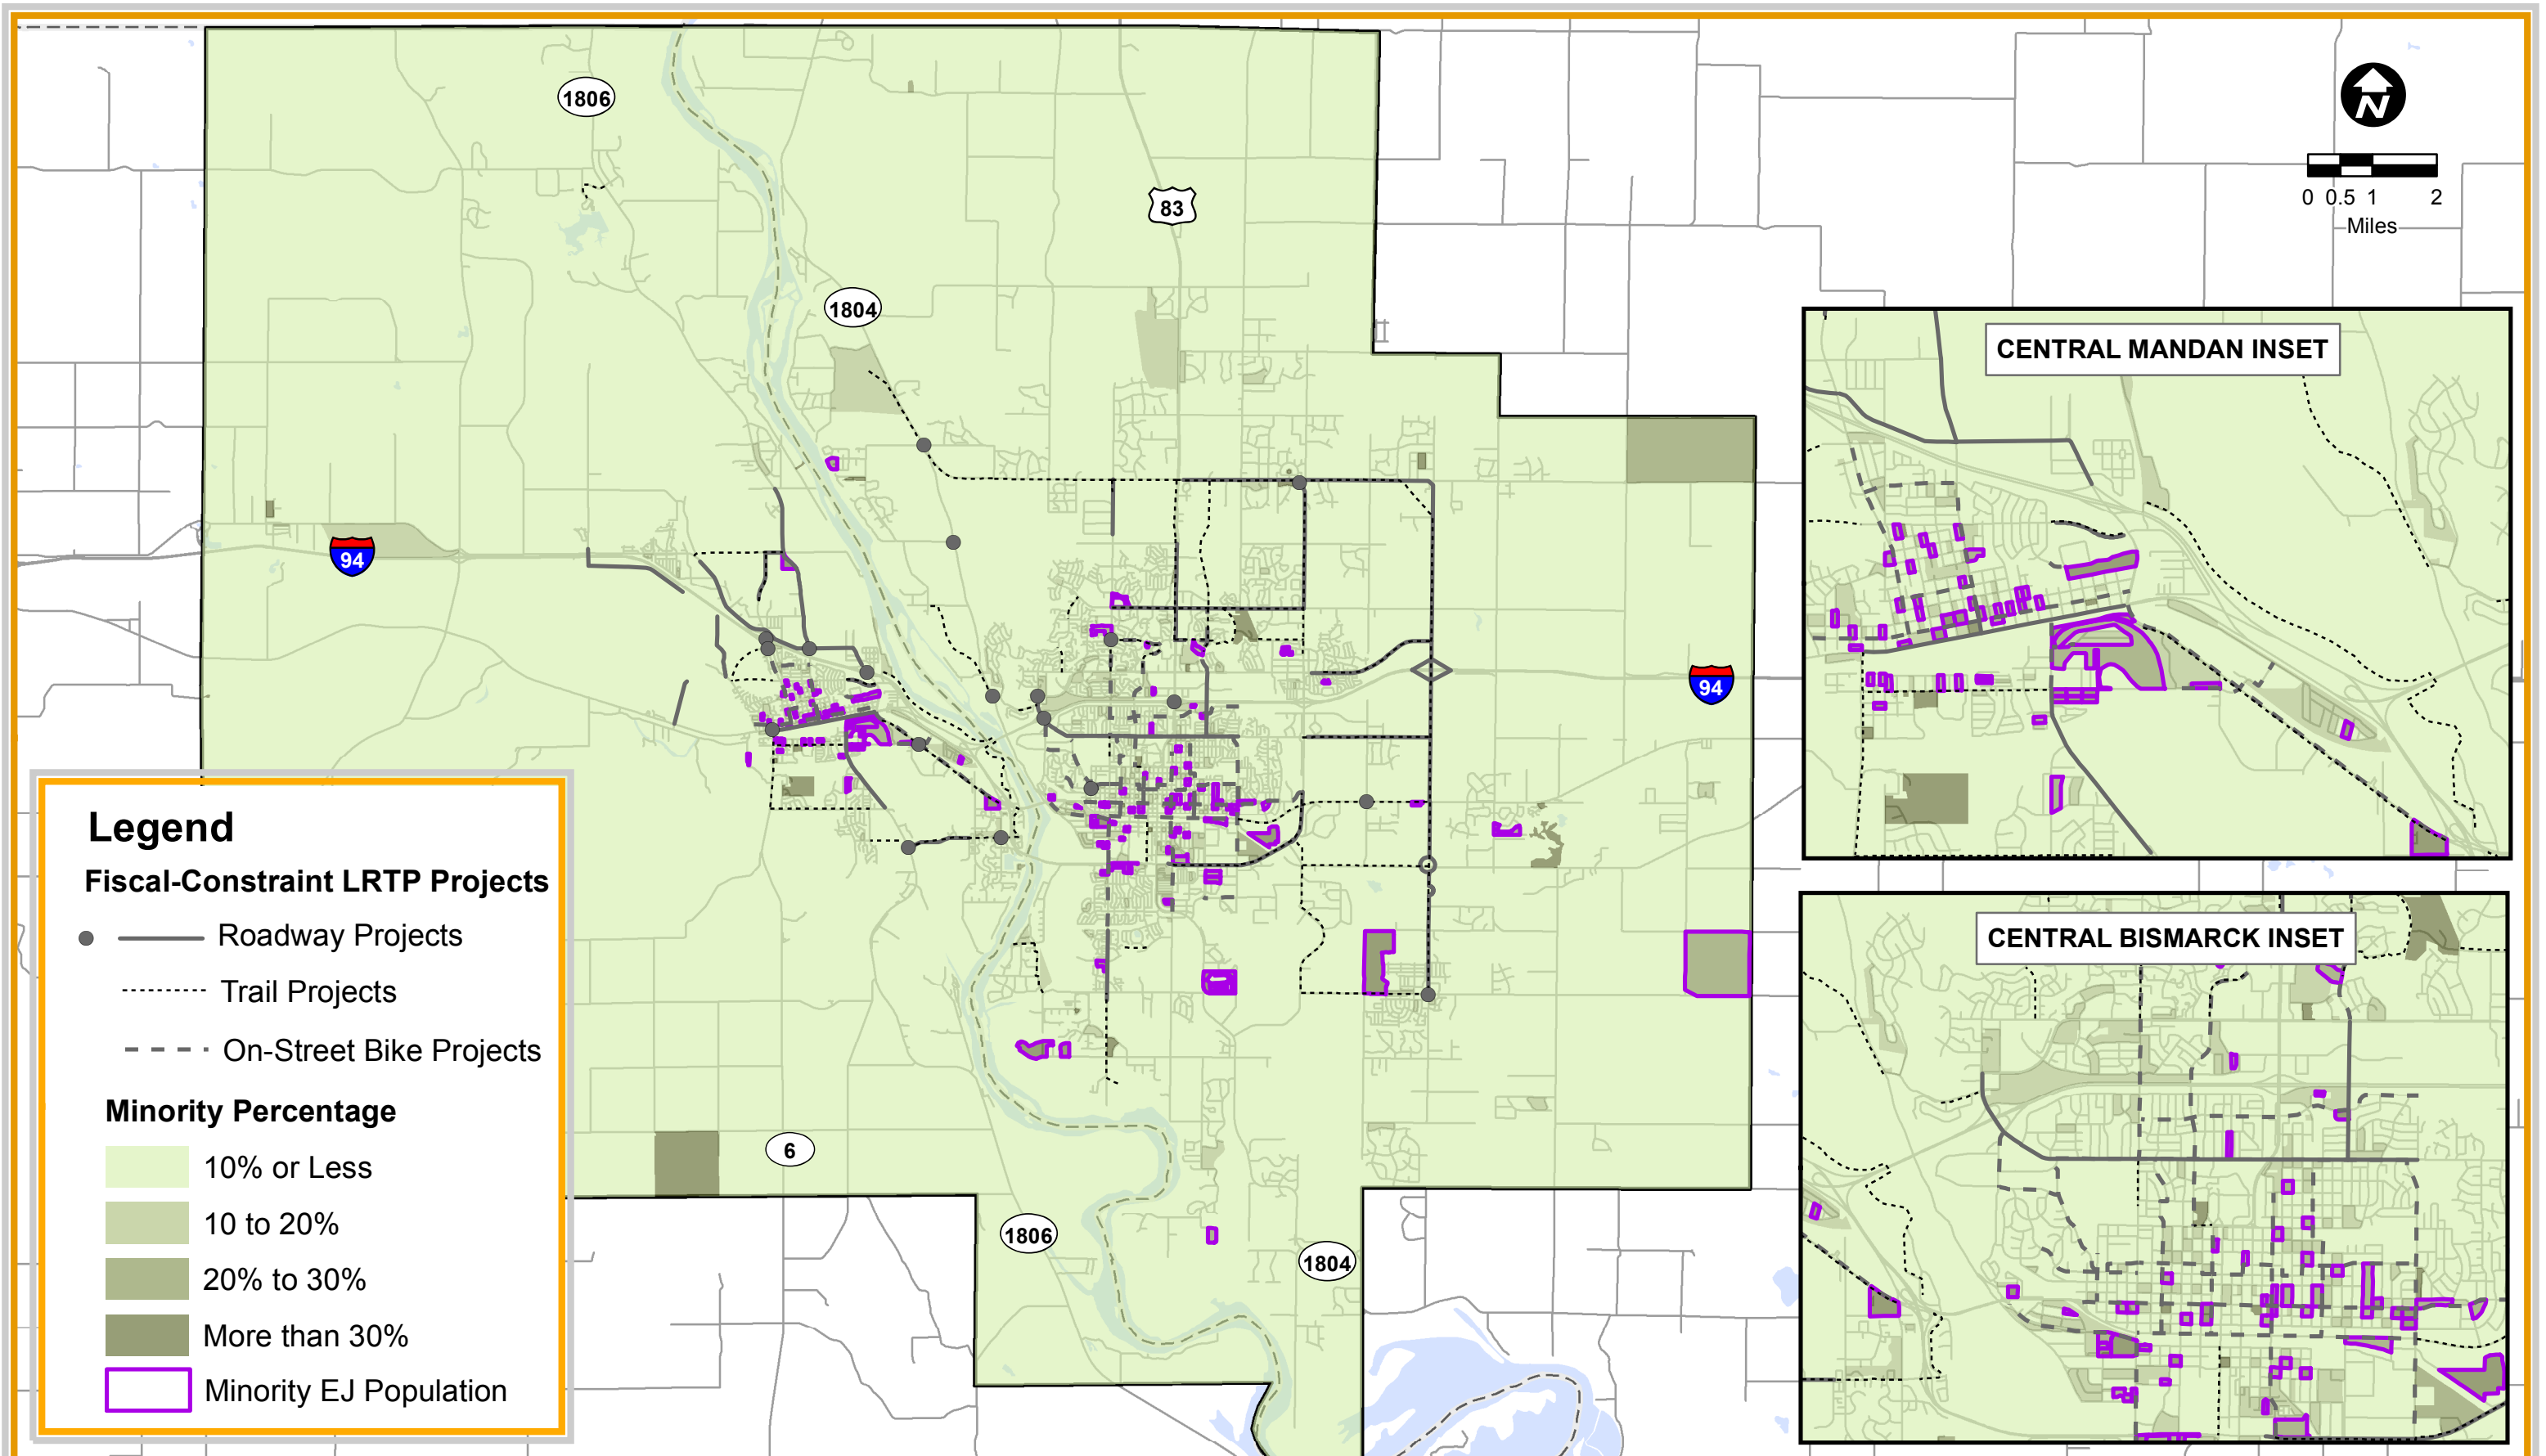 1806
83
N
0 0.5 1 2
Miles
1804
CENTRAL MANDAN INSET
94
94
Legend
Fiscal-Constraint LRTP Projects
Roadway Projects
Trail Projects
On-Street Bike Projects
Minority Percentage
10% or Less
10 to 20%
20% to 30%
More than 30%
Minority EJ Population
CENTRAL BISMARCK INSET
6
1806
1804